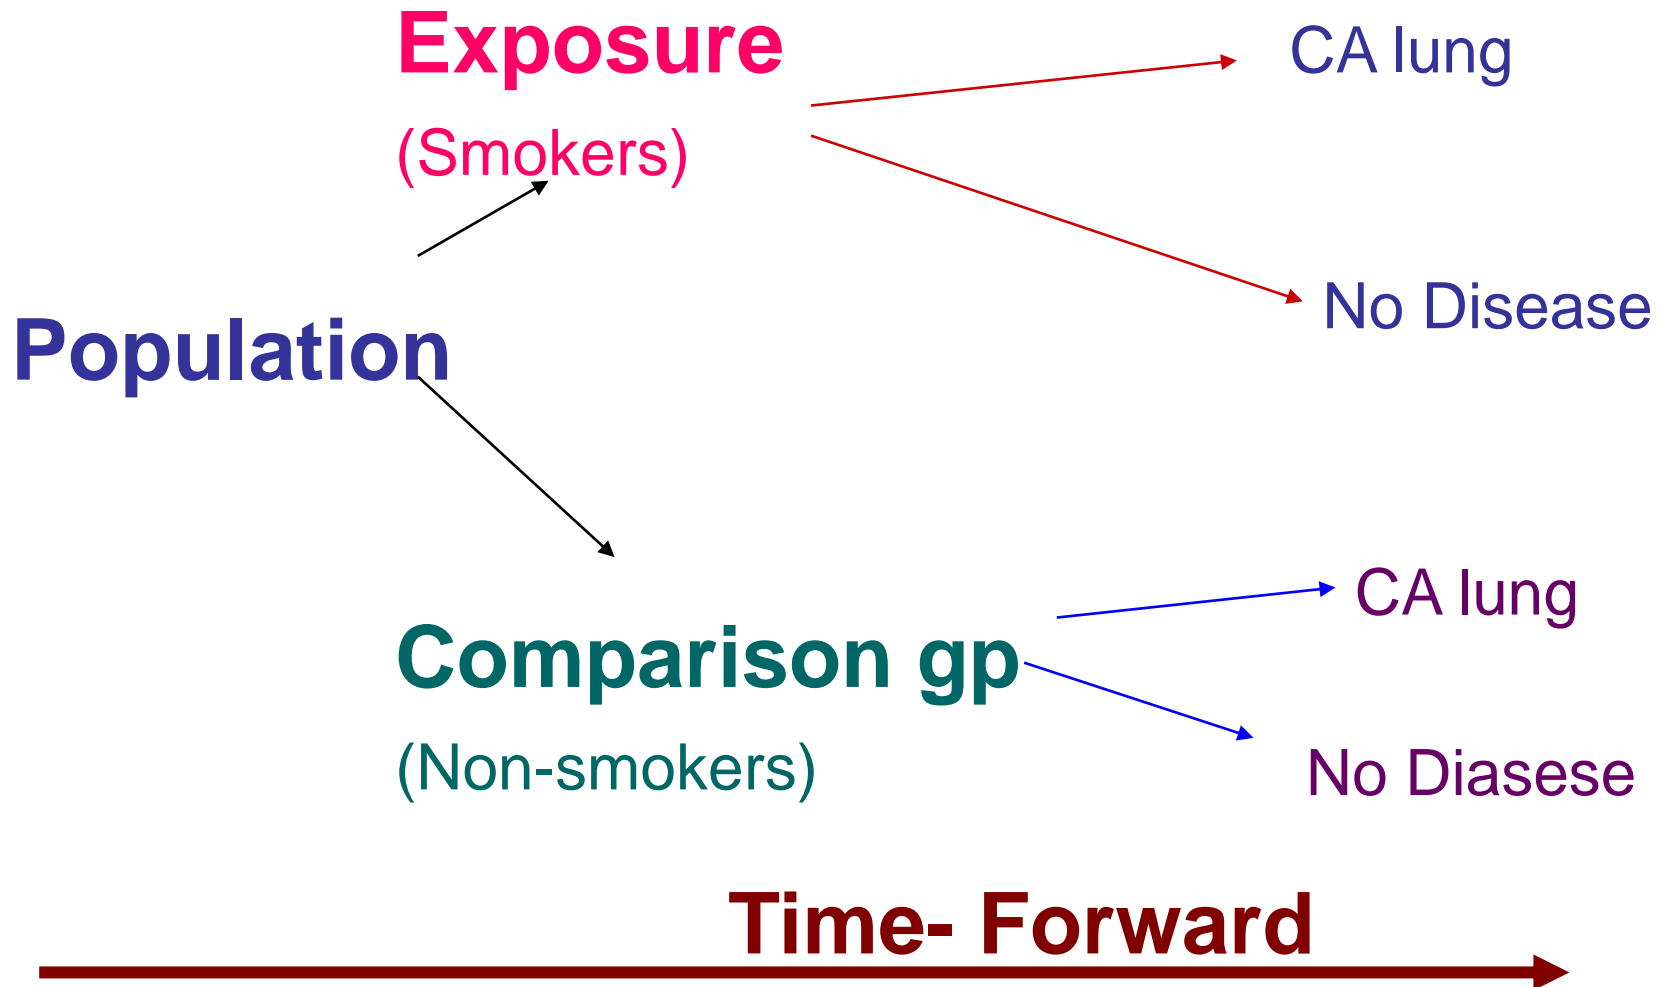 Exposure
(Smokers)
CA lung
No Disease
Population
CA lung
Comparison gp
(Non-smokers)
No Diasese
Time- Forward